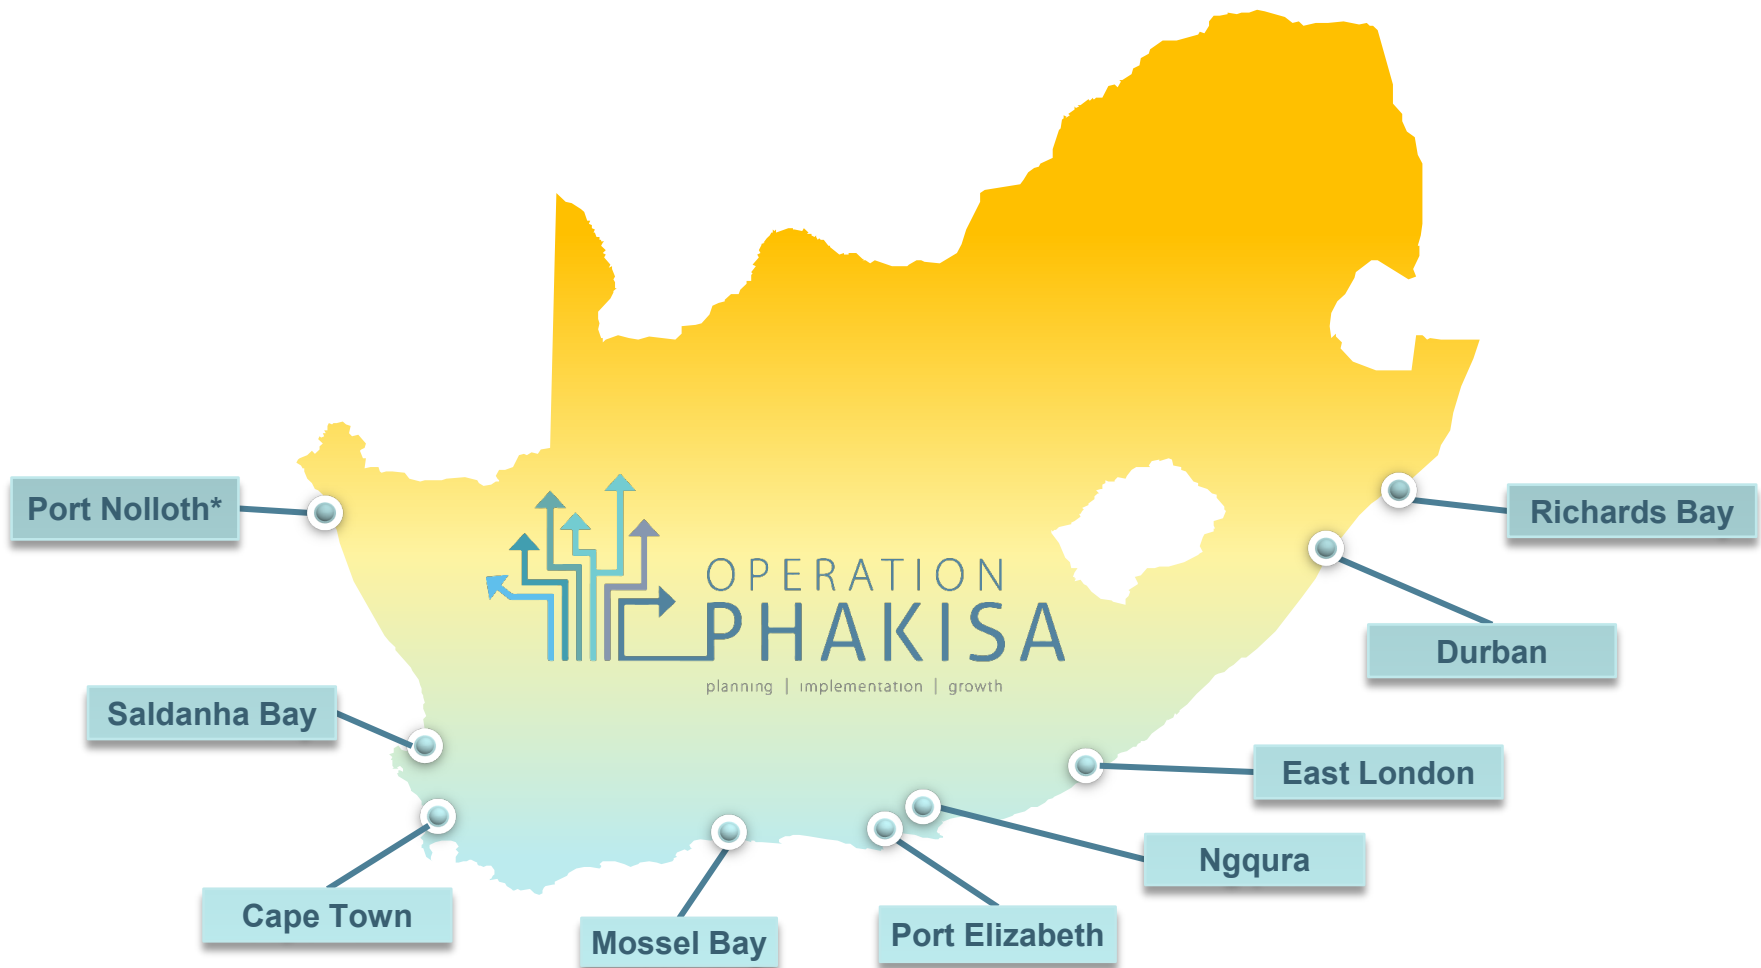 Port Nolloth*
Richards Bay
OPERATION
PHAKISA
planning | implementation | growth
Durban
Saldanha Bay
East London
Ngqura
Cape Town
Mossel Bay
Port Elizabeth